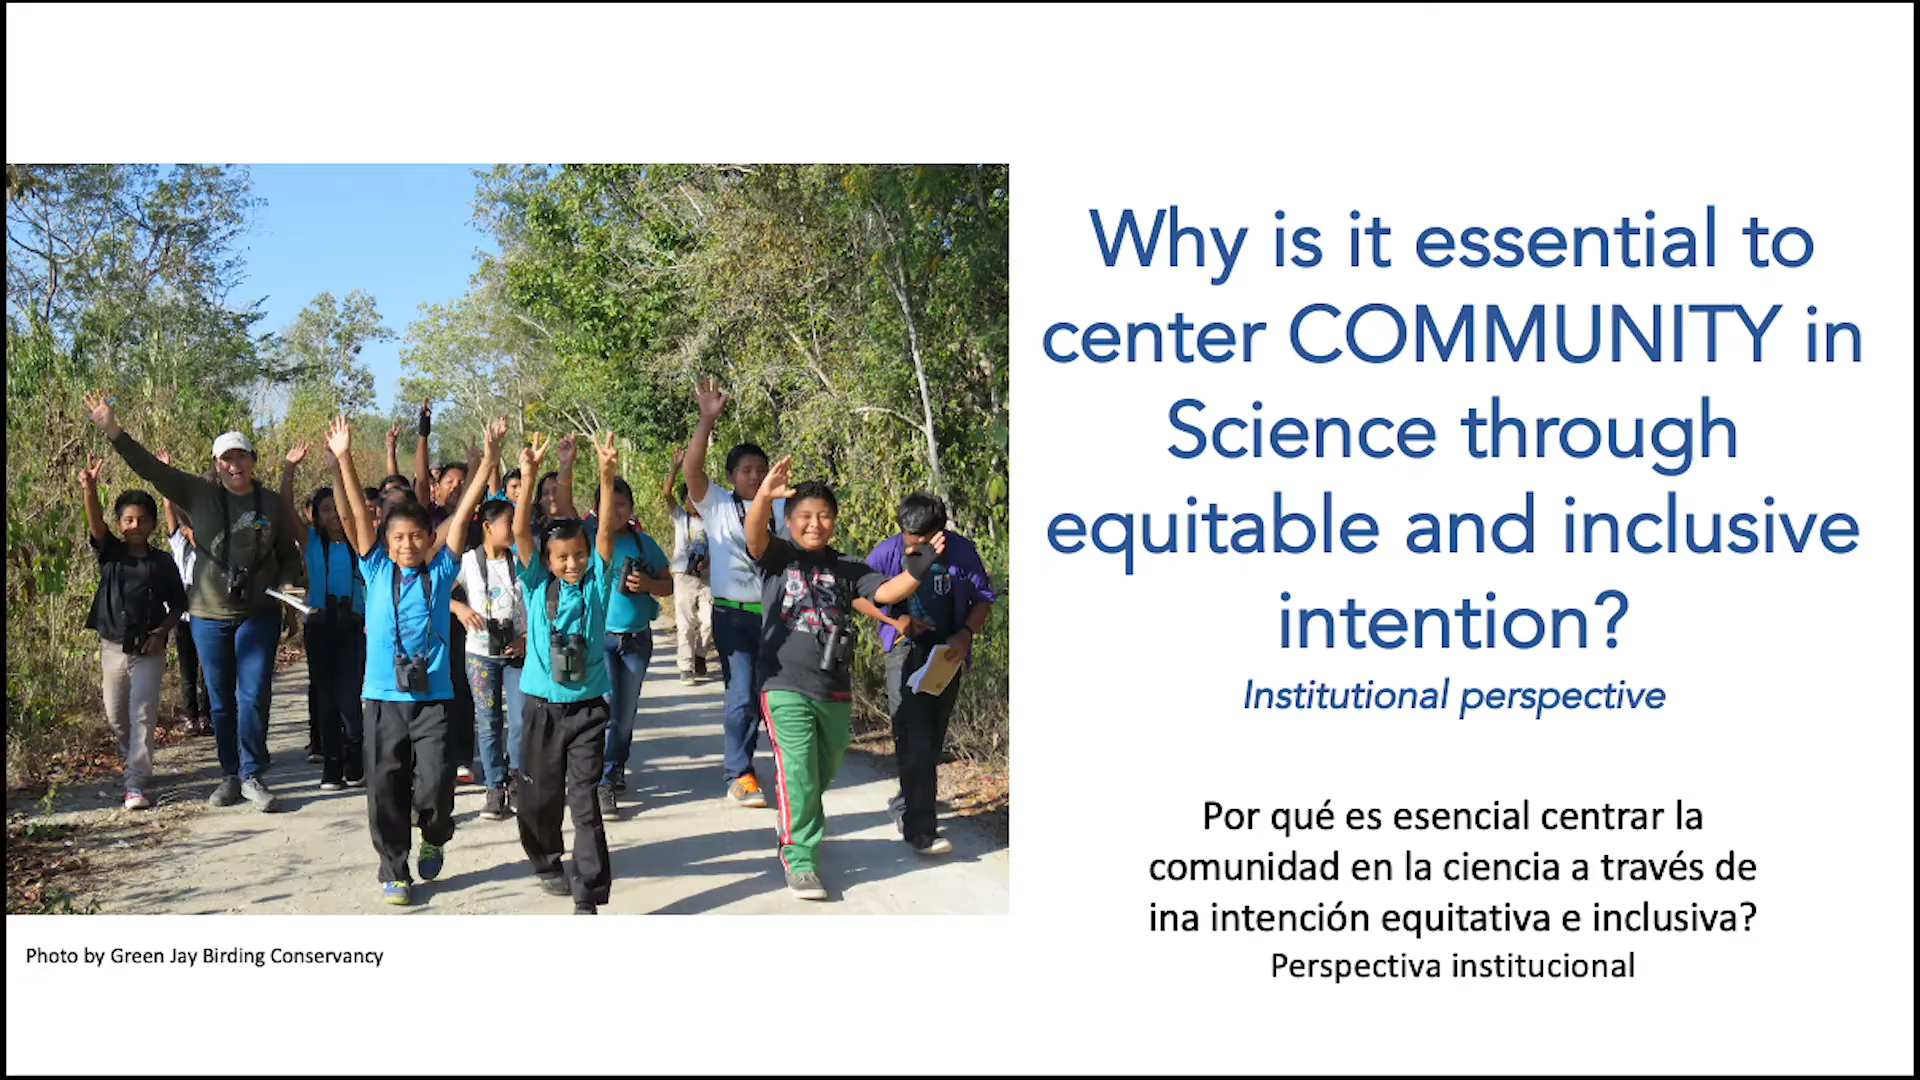 Why is it essential to
center COMMUNITY in
Science through
equitable and inclusive
intention?
Institutional perspective
Por qué es esencial centrar la
comunidad en la ciencia a través de
ina intención equitativa e inclusiva?
Perspectiva institucional
Photo by Green Jay Birding Conservancy